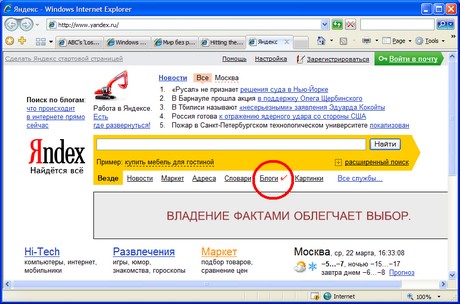 Яндекс - Windows Internet Explorer
http://www.yandex.ru/
ABC's 'Los...
Windows ...
Мир без р...
Hitting the...
Яндекс
Page
Tools
Сделать Яндекс стартовой страницей
Помощь
Настройка
Зарегистрироваться
Войти в почту
Новости Все Москва
1. «Русал» не признает решения суда в Нью-Йорке
2. В Барнауле прошла акция в поддержку Олега Щербинского
3. В Тбилиси называют «несерьезными» заявления Эдуарда Кокойты
4. Россия готова к отражению ядерного удара со стороны США
5. Пожар в Санкт-Петербургском технологическом университете локализован
Поиск по блогам:
что происходит
в интернете прямо
сейчас
Работа в Яндексе.
Есть
где развернуться!
Яndex
Найдётся всё
Найти
Пример: купить мебель для гостиной
расширенный поиск
Везде Новости Маркет Адреса Словари Блоги Картинки Все службы...
ВЛАДЕНИЕ ФАКТАМИ ОБЛЕГЧАЕТ ВЫБОР.
Hi-Tech
компьютеры, интернет,
мобильники
Развлечения
игры, юмор,
знакомства, гороскопы
Маркет
подбор товаров,
сравнение цен
Москва, ср, 22 марта, 16:33:08
−5...−7, ночью −15...−17
завтра днем −6...−8 Прогноз
Internet
100%